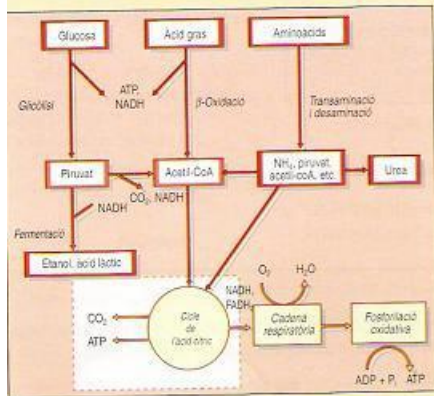 Glucosa
Àcid gras
Aminoàcids
ATP,
NADH
Glicòlisi
β-Oxidació
Transaminació
i desaminació
Piruvat
Acetil-CoA
NH₄, piruvat,
acetil-coA, etc.
Urea
CO₂, NADH
NADH
Fermentació
Etanol, àcid làctic
O₂
H₂O
NADH,
FADH₂
CO₂
ATP
Cicle
de
l'àcid cítric
Cadena
respiratòria
Fosforilació
oxidativa
ADP + Pᵢ
ATP